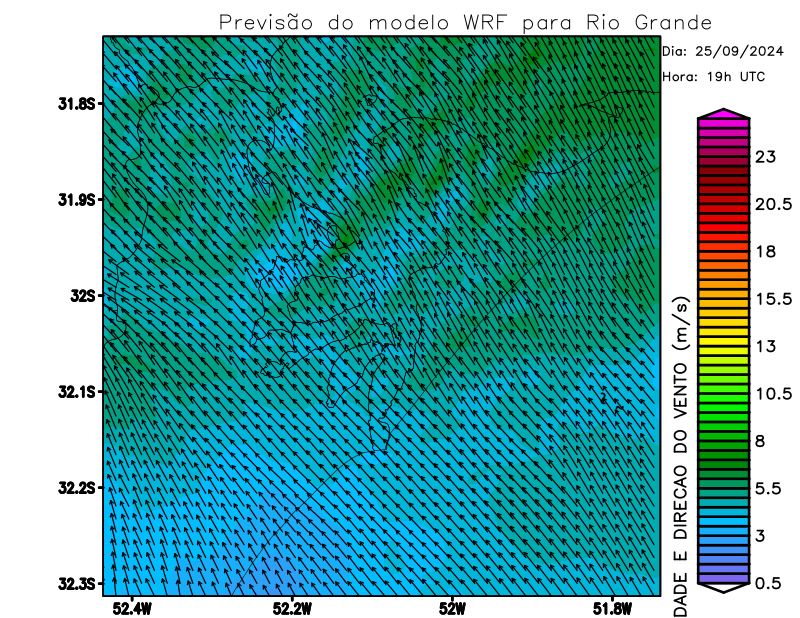 Previsão do modelo WRF para Rio Grande
Dia: 25/09/2024
Hora: 19h UTC
31.8S
31.9S
32S
32.1S
32.2S
32.3S
52.4W
52.2W
52W
51.8W
23
20.5
18
15.5
13
10.5
8
5.5
3
0.5
DADE E DIRECAO DO VENTO (m/s)